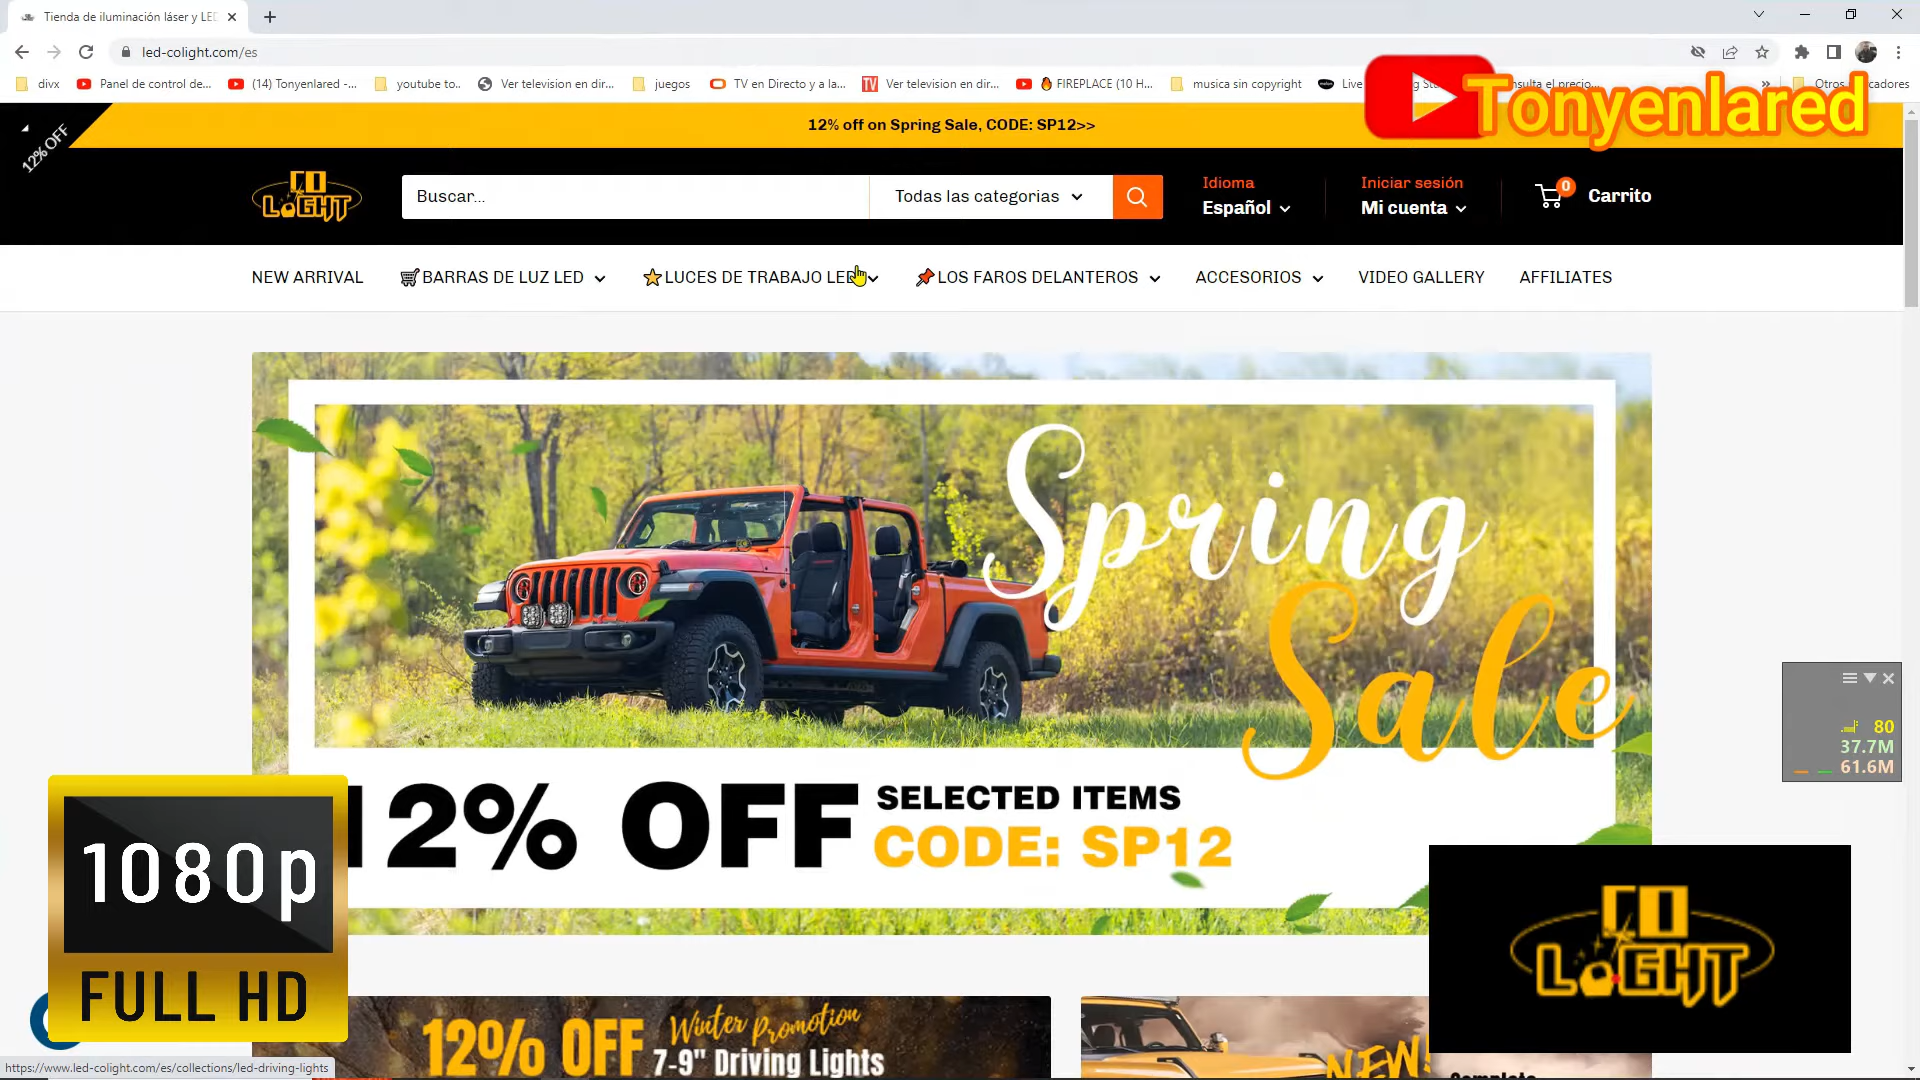 Tienda de iluminación láser y LE
led-colight.com/es
divx
Panel de control de...
(14) Tonyenlared -...
youtube to..
Ver television en dir...
juegos
TV en Directo y a la...
Ver television en dir...
FIREPLACE (10 H...
musica sin copyright
Live
Tonyenlared
12% OFF
12% off on Spring Sale, CODE: SP12>>
CO
LIGHT
Buscar...
Todas las categorias
Idioma
Español
Iniciar sesión
Mi cuenta
0
Carrito
NEW ARRIVAL
BARRAS DE LUZ LED
LUCES DE TRABAJO LED
LOS FAROS DELANTEROS
ACCESORIOS
VIDEO GALLERY
AFFILIATES
Spring
Sale
12% OFF
SELECTED ITEMS
CODE: SP12
80
37.7M
61.6M
1080p
FULL HD
CO
LIGHT
12% OFF
Winter Promotion
7-9" Driving Lights
NEW!
https://www.led-colight.com/es/collections/led-driving-lights